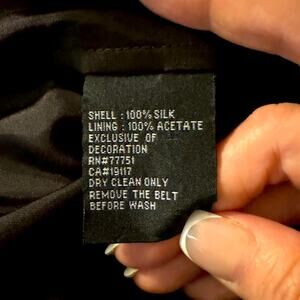 SHELL : 100% SILK
LINING : 100% ACETATE
EXCLUSIVE OF
DECORATION
RN#77751
CA#19117
DRY CLEAN ONLY
REMOVE THE BELT
BEFORE WASH